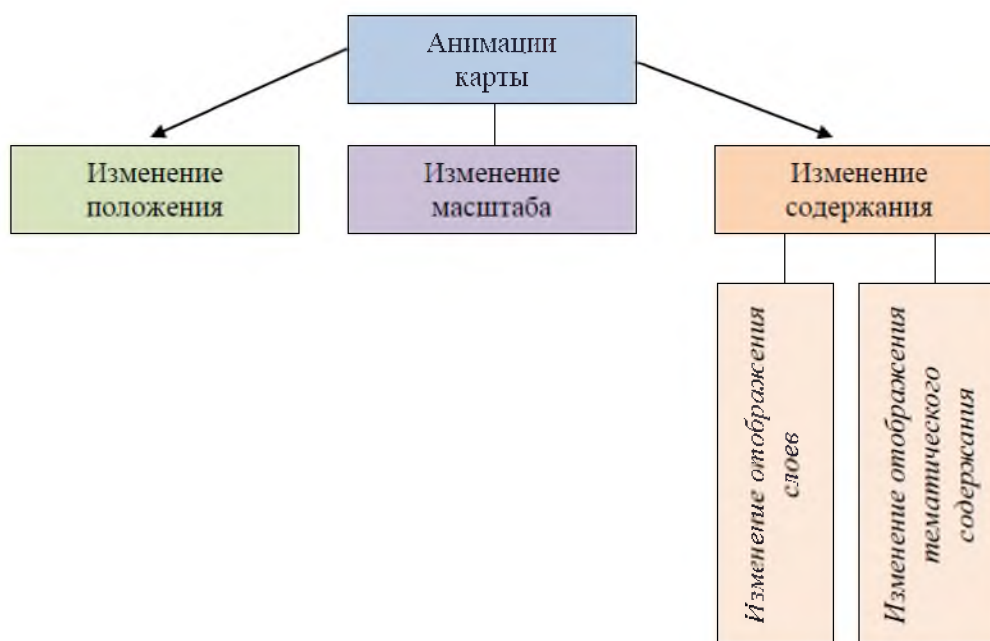 Анимации
карты
Изменение
положения
Изменение
масштаба
Изменение
содержания
Изменение отображения
слоев
Изменение отображения
тематического
содержания